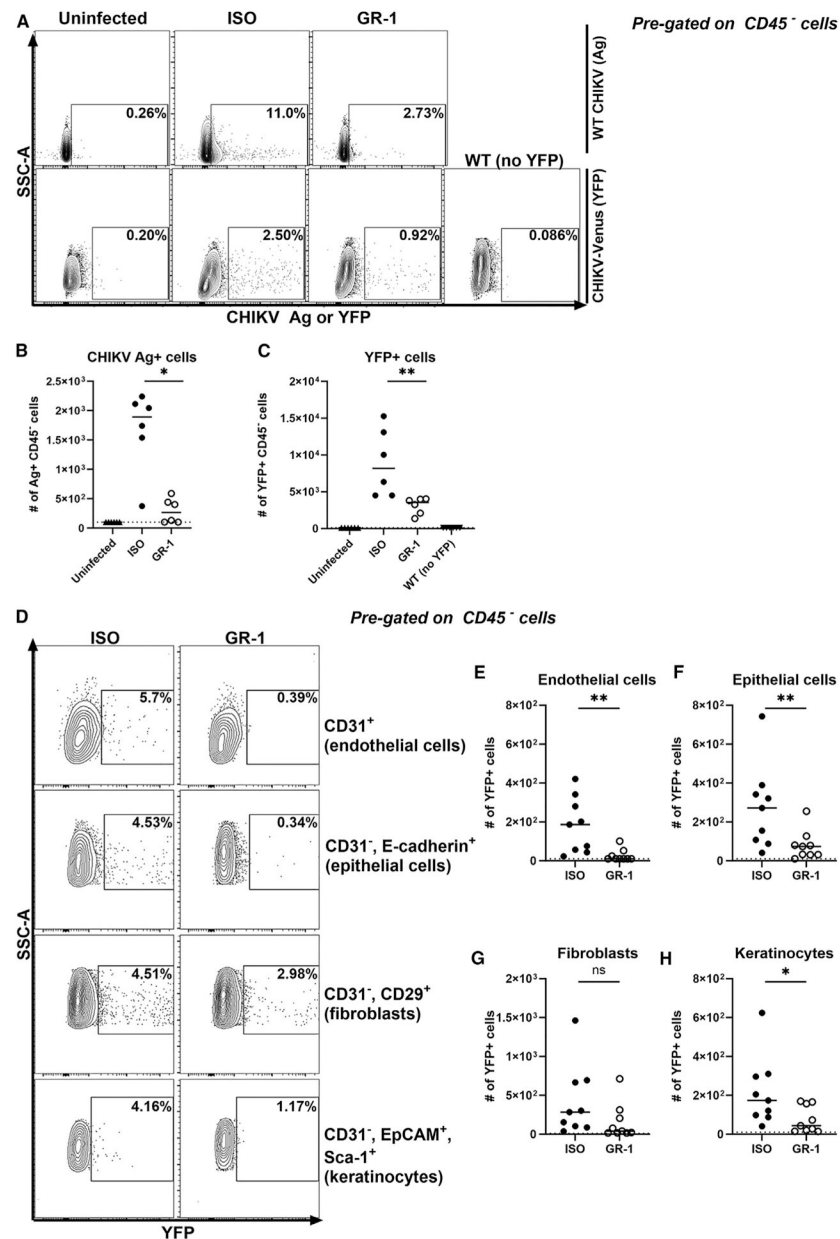 A
Uninfected
ISO
GR-1
Pre-gated on CD45⁻ cells
0.26%
11.0%
2.73%
WT CHIKV (Ag)
WT (no YFP)
0.20%
2.50%
0.92%
0.086%
CHIKV-Venus (YFP)
SSC-A
CHIKV Ag or YFP
B
CHIKV Ag+ cells
*
# of Ag+ CD45⁻ cells
2.5×10³
2×10³
1.5×10³
1×10³
5×10²
0
Uninfected
ISO
GR-1
C
YFP+ cells
**
# of YFP+ CD45⁻ cells
2×10⁴
1.5×10⁴
1×10⁴
5×10³
0
Uninfected
ISO
GR-1
WT (no YFP)
D
Pre-gated on CD45⁻ cells
ISO
GR-1
5.7%
0.39%
CD31⁺
(endothelial cells)
4.53%
0.34%
CD31⁻, E-cadherin⁺
(epithelial cells)
4.51%
2.98%
CD31⁻, CD29⁺
(fibroblasts)
4.16%
1.17%
CD31⁻, EpCAM⁺,
Sca-1⁺
(keratinocytes)
SSC-A
YFP
E
Endothelial cells
**
# of YFP+ cells
8×10²
6×10²
4×10²
2×10²
0
ISO
GR-1
F
Epithelial cells
**
# of YFP+ cells
8×10²
6×10²
4×10²
2×10²
0
ISO
GR-1
G
Fibroblasts
ns
# of YFP+ cells
2×10³
1.5×10³
1×10³
5×10²
0
ISO
GR-1
H
Keratinocytes
*
# of YFP+ cells
8×10²
6×10²
4×10²
2×10²
0
ISO
GR-1